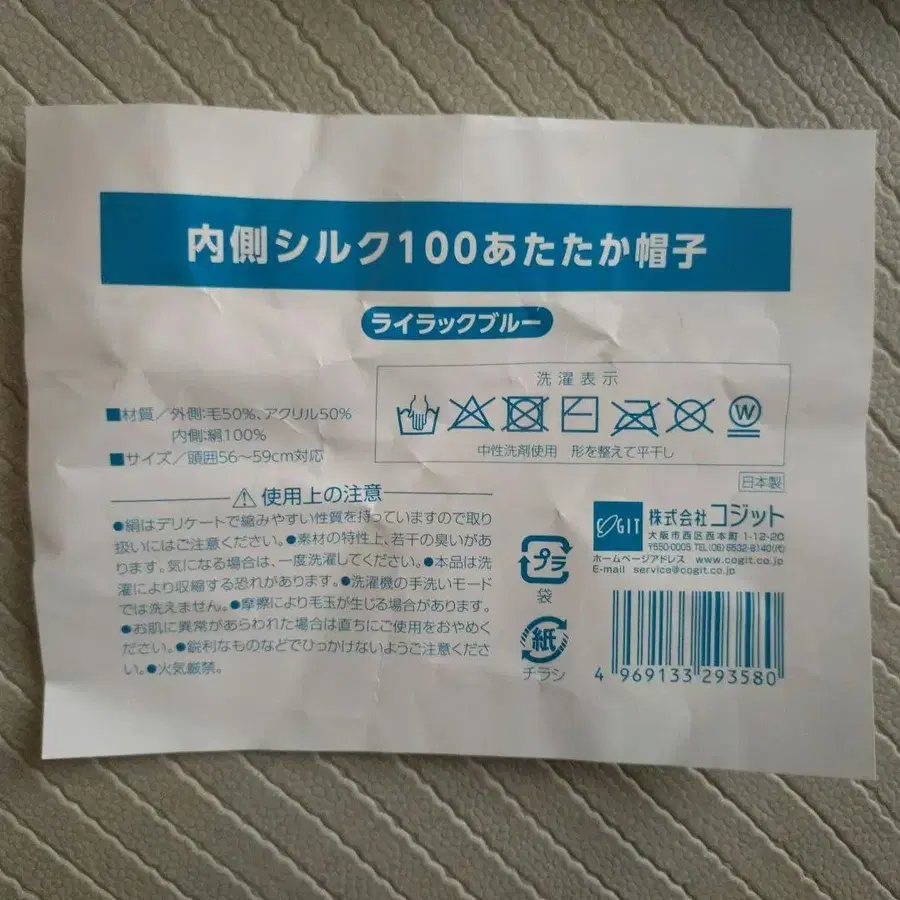 内側シルク100あたたか帽子
ライラックブルー
■材質／外側:毛50%、アクリル50%
内側:絹100%
■サイズ／頭囲56～59cm対応
洗濯表示
W
中性洗剤使用 形を整えて平干し
日本製
⚠使用上の注意
●絹はデリケートで縮みやすい性質を持っていますので取り
扱いにはご注意ください。●素材の特性上、若干の臭いがあ
ります。気になる場合は、一度洗濯してください。●本品は洗
濯により収縮する恐れがあります。●洗濯機の手洗いモード
では洗えません。●摩擦により毛玉が生じる場合があります。
●お肌に異常があらわれた場合は直ちにご使用をおやめく
ださい。●鋭利なものなどでひっかけないようご注意くださ
い。●火気厳禁。
プラ
袋
紙
チラシ
COGIT
株式会社コジット
大阪市西区西本町1-12-20
〒550-0005 TEL(06)6532-8140(代)
ホームページアドレス www.cogit.co.jp
E-mail service@cogit.co.jp
4 969133 293580